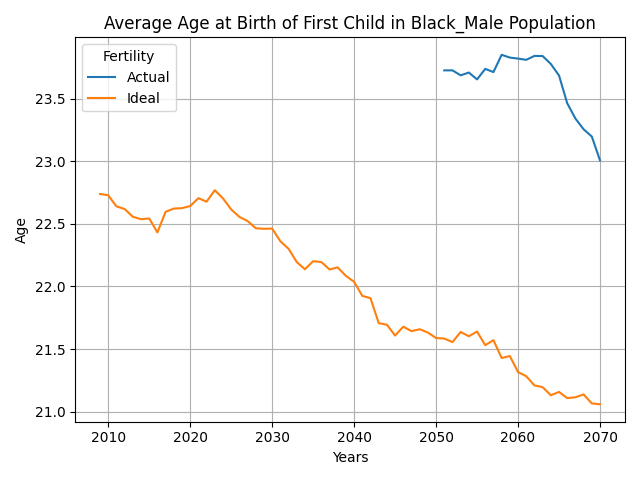 Average Age at Birth of First Child in Black_Male Population
Fertility
Actual
Ideal
23.5
23.0
22.5
22.0
21.5
21.0
Age
2010 2020 2030 2040 2050 2060 2070
Years